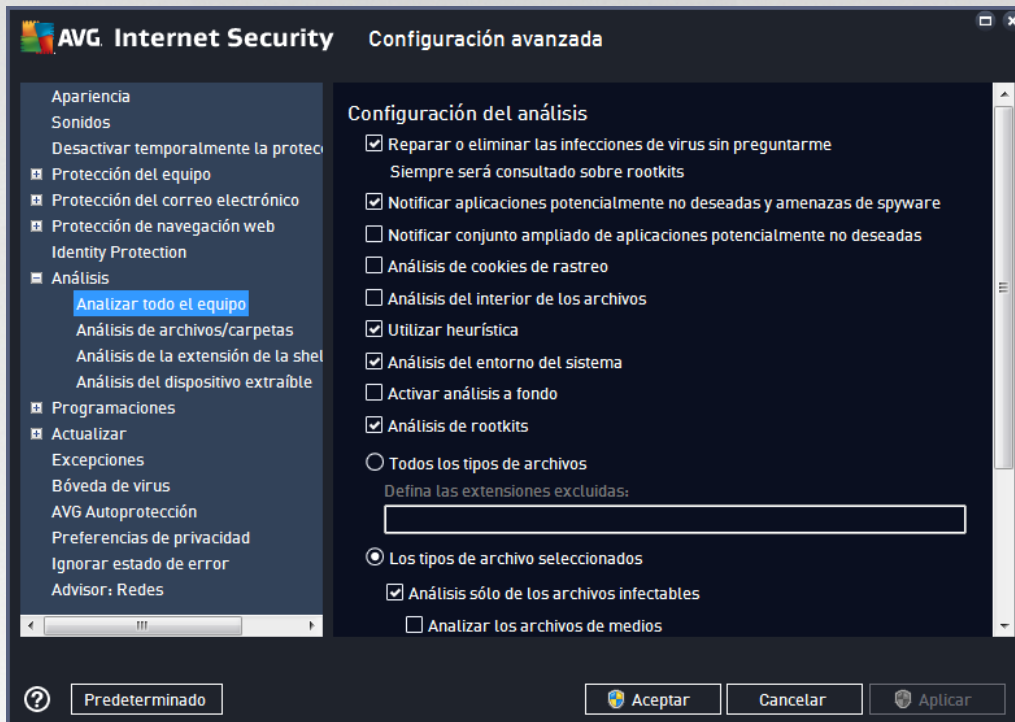 AVG. Internet Security
Configuración avanzada
Apariencia
Sonidos
Desactivar temporalmente la protec
Protección del equipo
Protección del correo electrónico
Protección de navegación web
Identity Protection
Análisis
Analizar todo el equipo
Análisis de archivos/carpetas
Análisis de la extensión de la shel
Análisis del dispositivo extraíble
Programaciones
Actualizar
Excepciones
Bóveda de virus
AVG Autoprotección
Preferencias de privacidad
Ignorar estado de error
Advisor: Redes
Configuración del análisis
Reparar o eliminar las infecciones de virus sin preguntarme
Siempre será consultado sobre rootkits
Notificar aplicaciones potencialmente no deseadas y amenazas de spyware
Notificar conjunto ampliado de aplicaciones potencialmente no deseadas
Análisis de cookies de rastreo
Análisis del interior de los archivos
Utilizar heurística
Análisis del entorno del sistema
Activar análisis a fondo
Análisis de rootkits
Todos los tipos de archivos
Defina las extensiones excluidas:
Los tipos de archivo seleccionados
Análisis sólo de los archivos infectables
Analizar los archivos de medios
Predeterminado
Aceptar
Cancelar
Aplicar